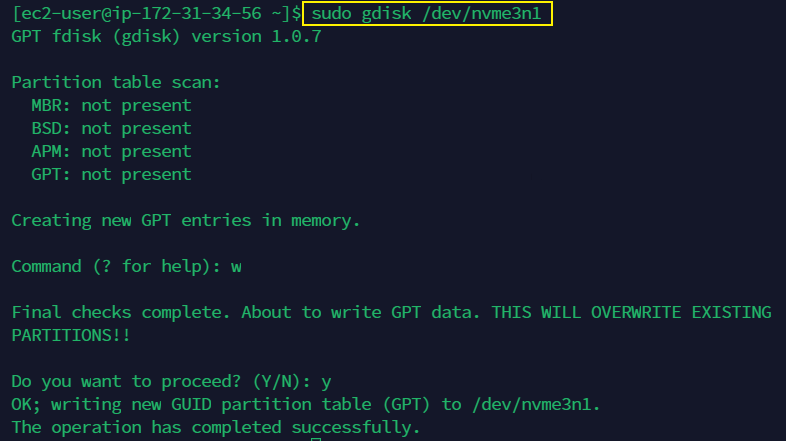 [ec2-user@ip-172-31-34-56 ~]$ sudo gdisk /dev/nvme3n1
GPT fdisk (gdisk) version 1.0.7
Partition table scan:
MBR: not present
BSD: not present
APM: not present
GPT: not present
Creating new GPT entries in memory.
Command (? for help): w
Final checks complete. About to write GPT data. THIS WILL OVERWRITE EXISTING
PARTITIONS!!
Do you want to proceed? (Y/N): y
OK; writing new GUID partition table (GPT) to /dev/nvme3n1.
The operation has completed successfully.